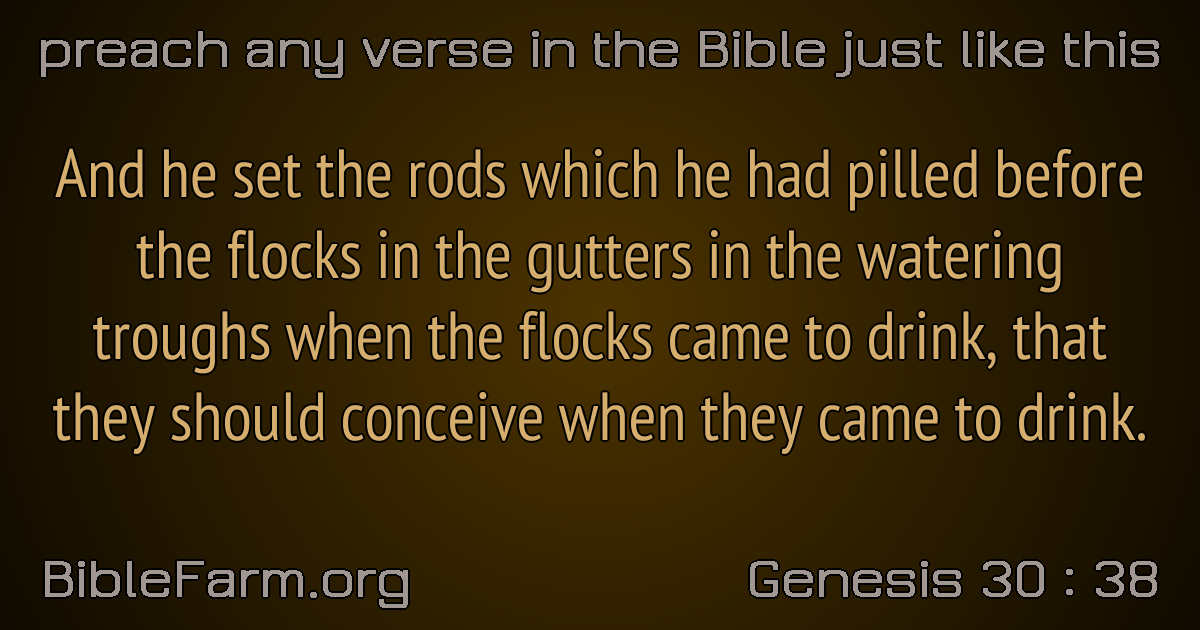 preach any verse in the Bible just like this
And he set the rods which he had pilled before
the flocks in the gutters in the watering
troughs when the flocks came to drink, that
they should conceive when they came to drink.
BibleFarm.org
Genesis 30 : 38